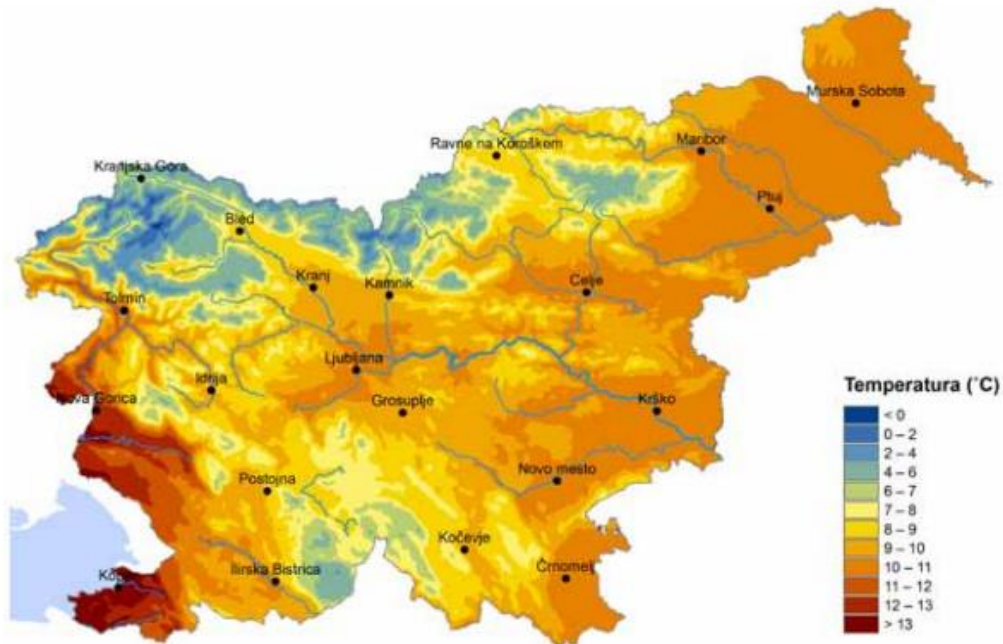 Murska Sobota
Ravne na Koroškem
Maribor
Kranjska Gora
Ptuj
Bled
Kranj
Kamnik
Celje
Tolmin
Ljubljana
Idrija
Nova Gorica
Grosuplje
Krško
Postojna
Novo mesto
Kočevje
Ilirska Bistrica
Črnomelj
Temperatura (˚C)
< 0
0 – 2
2 – 4
4 – 6
6 – 7
7 – 8
8 – 9
9 – 10
10 – 11
11 – 12
12 – 13
> 13